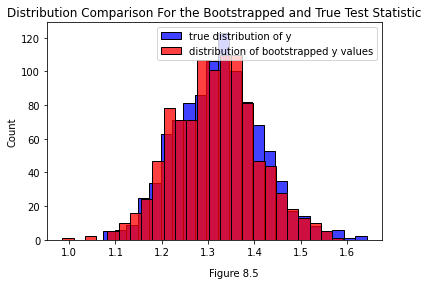 Distribution Comparison For the Bootstrapped and True Test Statistic
true distribution of y
distribution of bootstrapped y values
120
100
80
60
40
20
0
Count
1.0 1.1 1.2 1.3 1.4 1.5 1.6
Figure 8.5